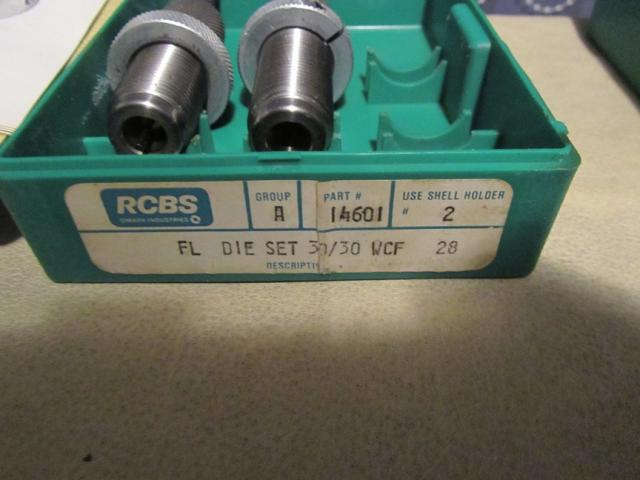 RCBS
OMARK INDUSTRIES
GROUP
A
PART #
14601
USE SHELL HOLDER
# 2
FL DIE SET 30/30 WCF 28
DESCRIPTI